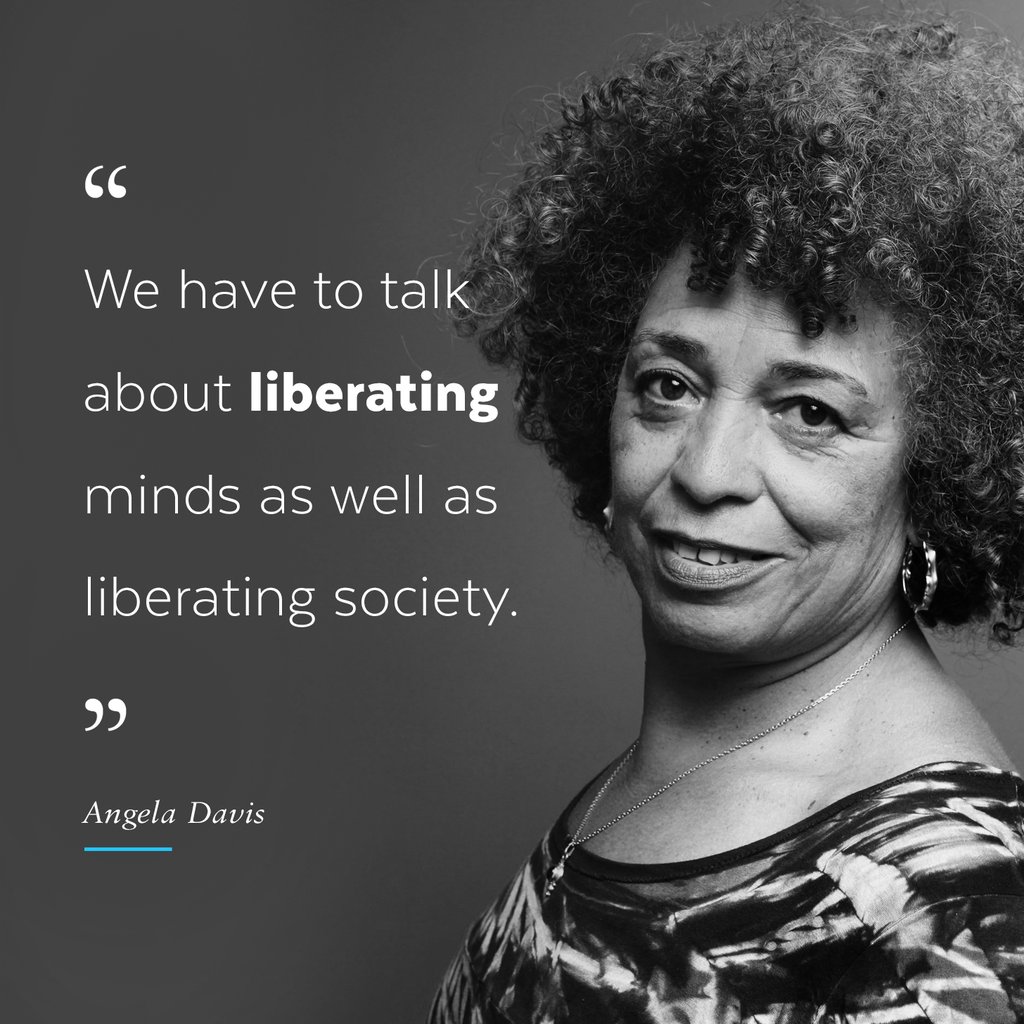 “
We have to talk
about liberating
minds as well as
liberating society.
”
Angela Davis